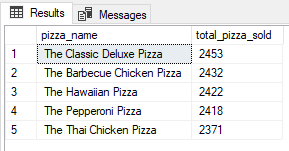 Results Messages
pizza_name total_pizza_sold
1 The Classic Deluxe Pizza 2453
2 The Barbecue Chicken Pizza 2432
3 The Hawaiian Pizza 2422
4 The Pepperoni Pizza 2418
5 The Thai Chicken Pizza 2371